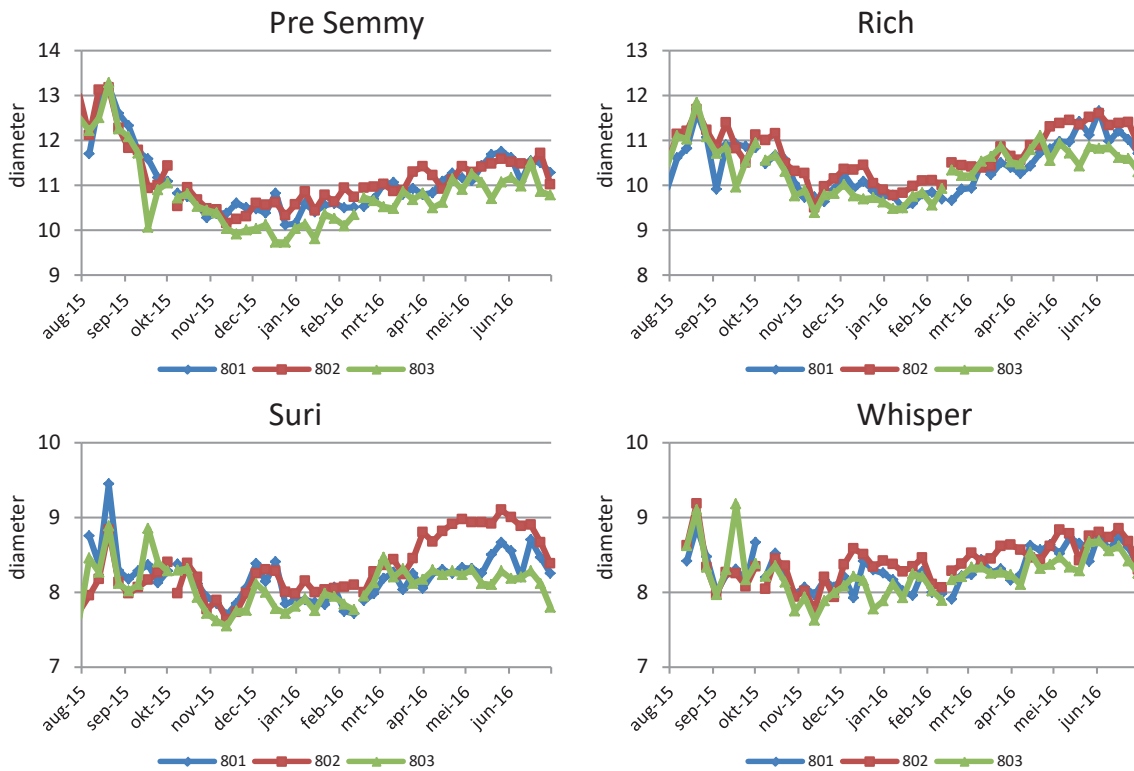 Pre Semmy
14
13
12
11
10
9
diameter
aug-15
sep-15
okt-15
nov-15
dec-15
jan-16
feb-16
mrt-16
apr-16
mei-16
jun-16
801 802 803
Rich
13
12
11
10
9
8
diameter
aug-15
sep-15
okt-15
nov-15
dec-15
jan-16
feb-16
mrt-16
apr-16
mei-16
jun-16
801 802 803
Suri
10
9
8
7
diameter
aug-15
sep-15
okt-15
nov-15
dec-15
jan-16
feb-16
mrt-16
apr-16
mei-16
jun-16
801 802 803
Whisper
10
9
8
7
diameter
aug-15
sep-15
okt-15
nov-15
dec-15
jan-16
feb-16
mrt-16
apr-16
mei-16
jun-16
801 802 803